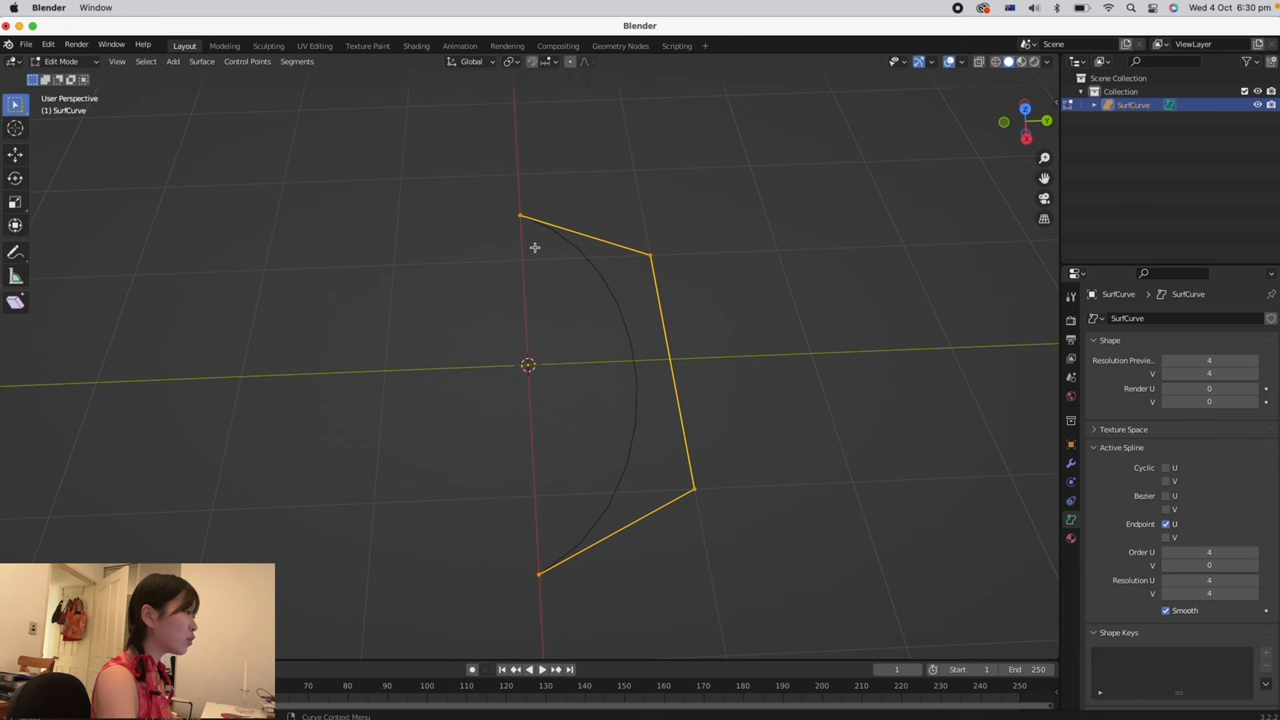 Blender Window Wed 4 Oct 6:30 pm
Blender
File Edit Render Window Help Layout Modeling Sculpting UV Editing Texture Paint Shading Animation Rendering Compositing Geometry Nodes Scripting + Scene ViewLayer
Edit Mode View Select Add Surface Control Points Segments Global
User Perspective
(1) SurfCurve
Scene Collection
Collection
SurfCurve
Z
Y
X
SurfCurve > SurfCurve
SurfCurve
Shape
Resolution Previe... 4
V 4
Render U 0
V 0
Texture Space
Active Spline
Cyclic U
V
Bezier U
V
Endpoint U
V
Order U 4
V 0
Resolution U 4
V 4
Smooth
Shape Keys
1 Start 1 End 250
70 80 90 100 110 120 130 140 150 160 170 180 190 200 210 220 230 240 250
Curve Context Menu